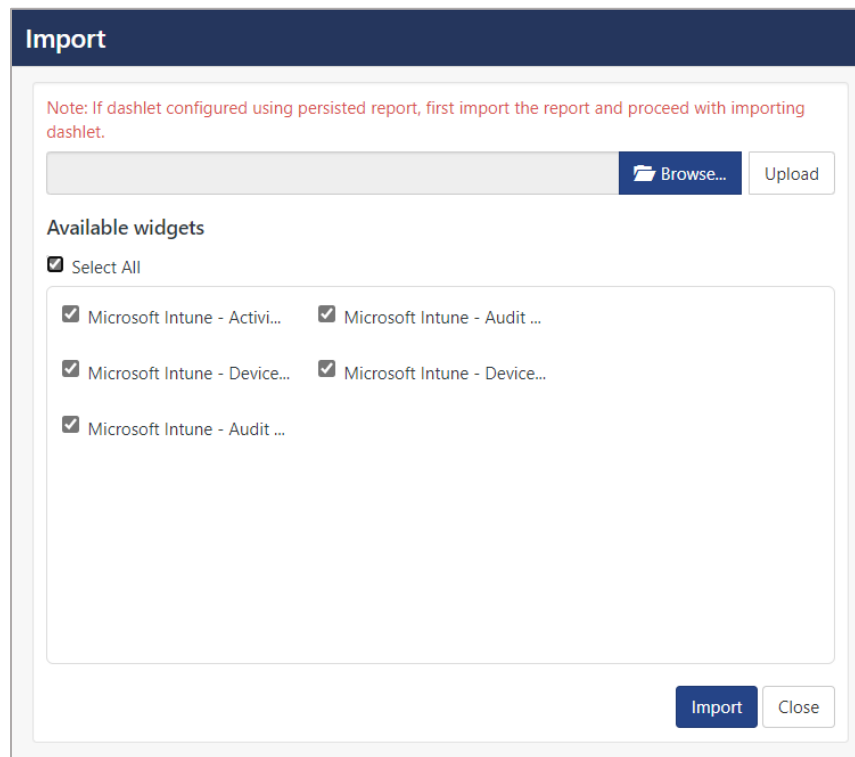 Import
Note: If dashlet configured using persisted report, first import the report and proceed with importing
dashlet.
Browse... Upload
Available widgets
Select All
Microsoft Intune - Activi... Microsoft Intune - Audit ...
Microsoft Intune - Device... Microsoft Intune - Device...
Microsoft Intune - Audit ...
Import Close